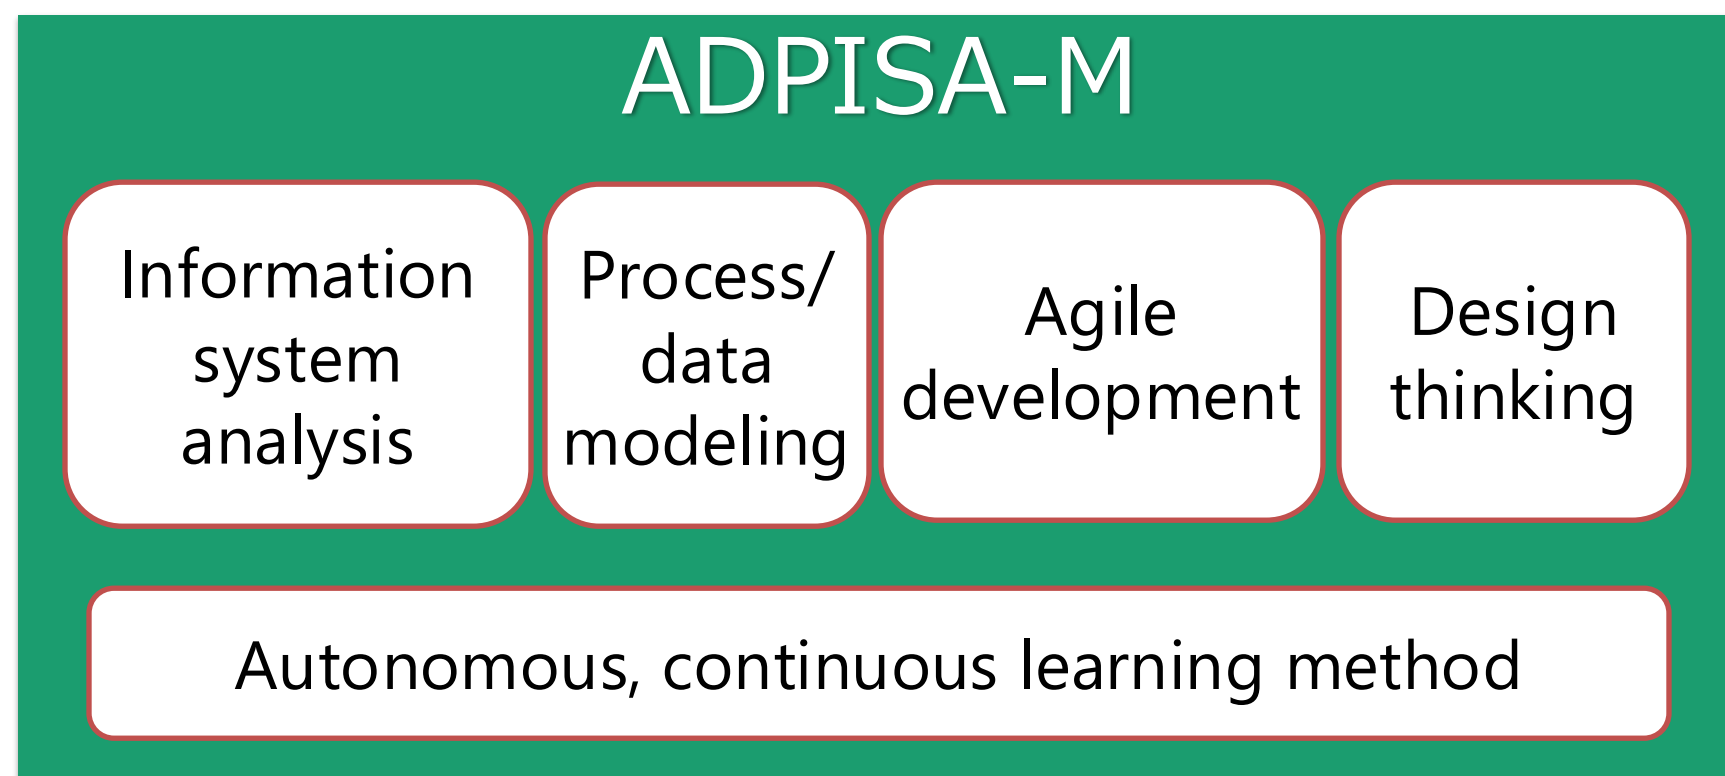 ADPISA-M
Information
system
analysis
Process/
data
modeling
Agile
development
Design
thinking
Autonomous, continuous learning method